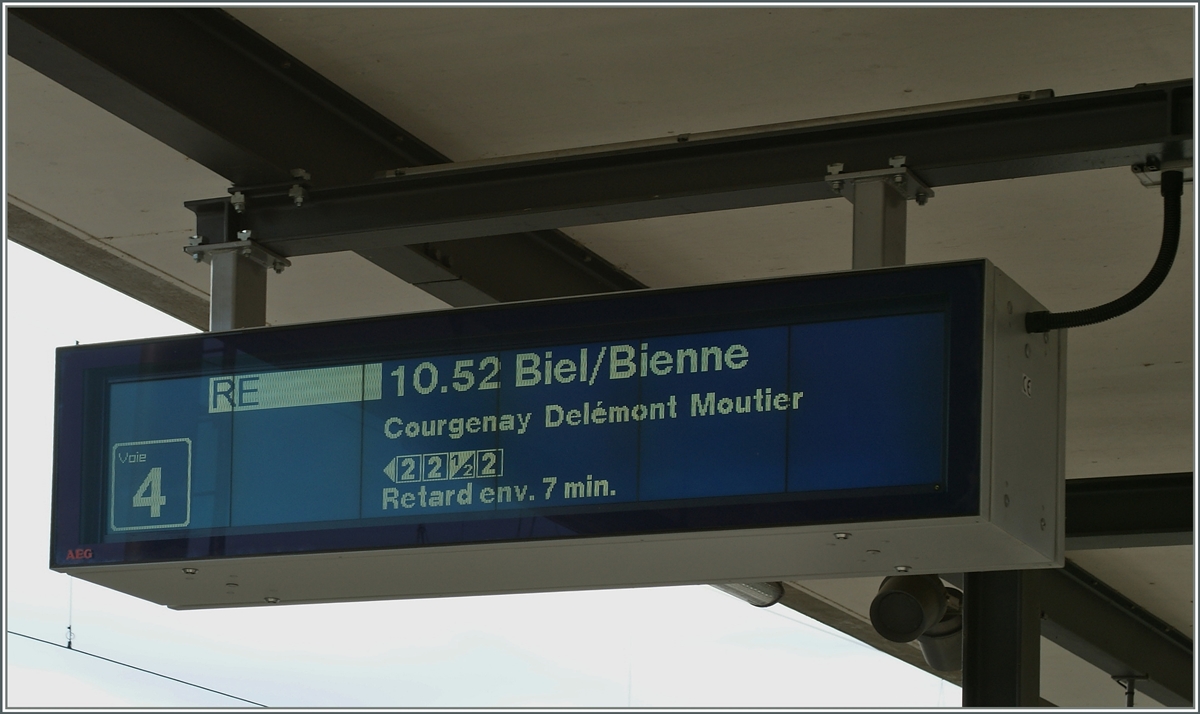 RE 10.52 Biel/Bienne
Courgenay Delémont Moutier
Voie
4
2 2 1/2 2
Retard env. 7 min.
AEG
CE